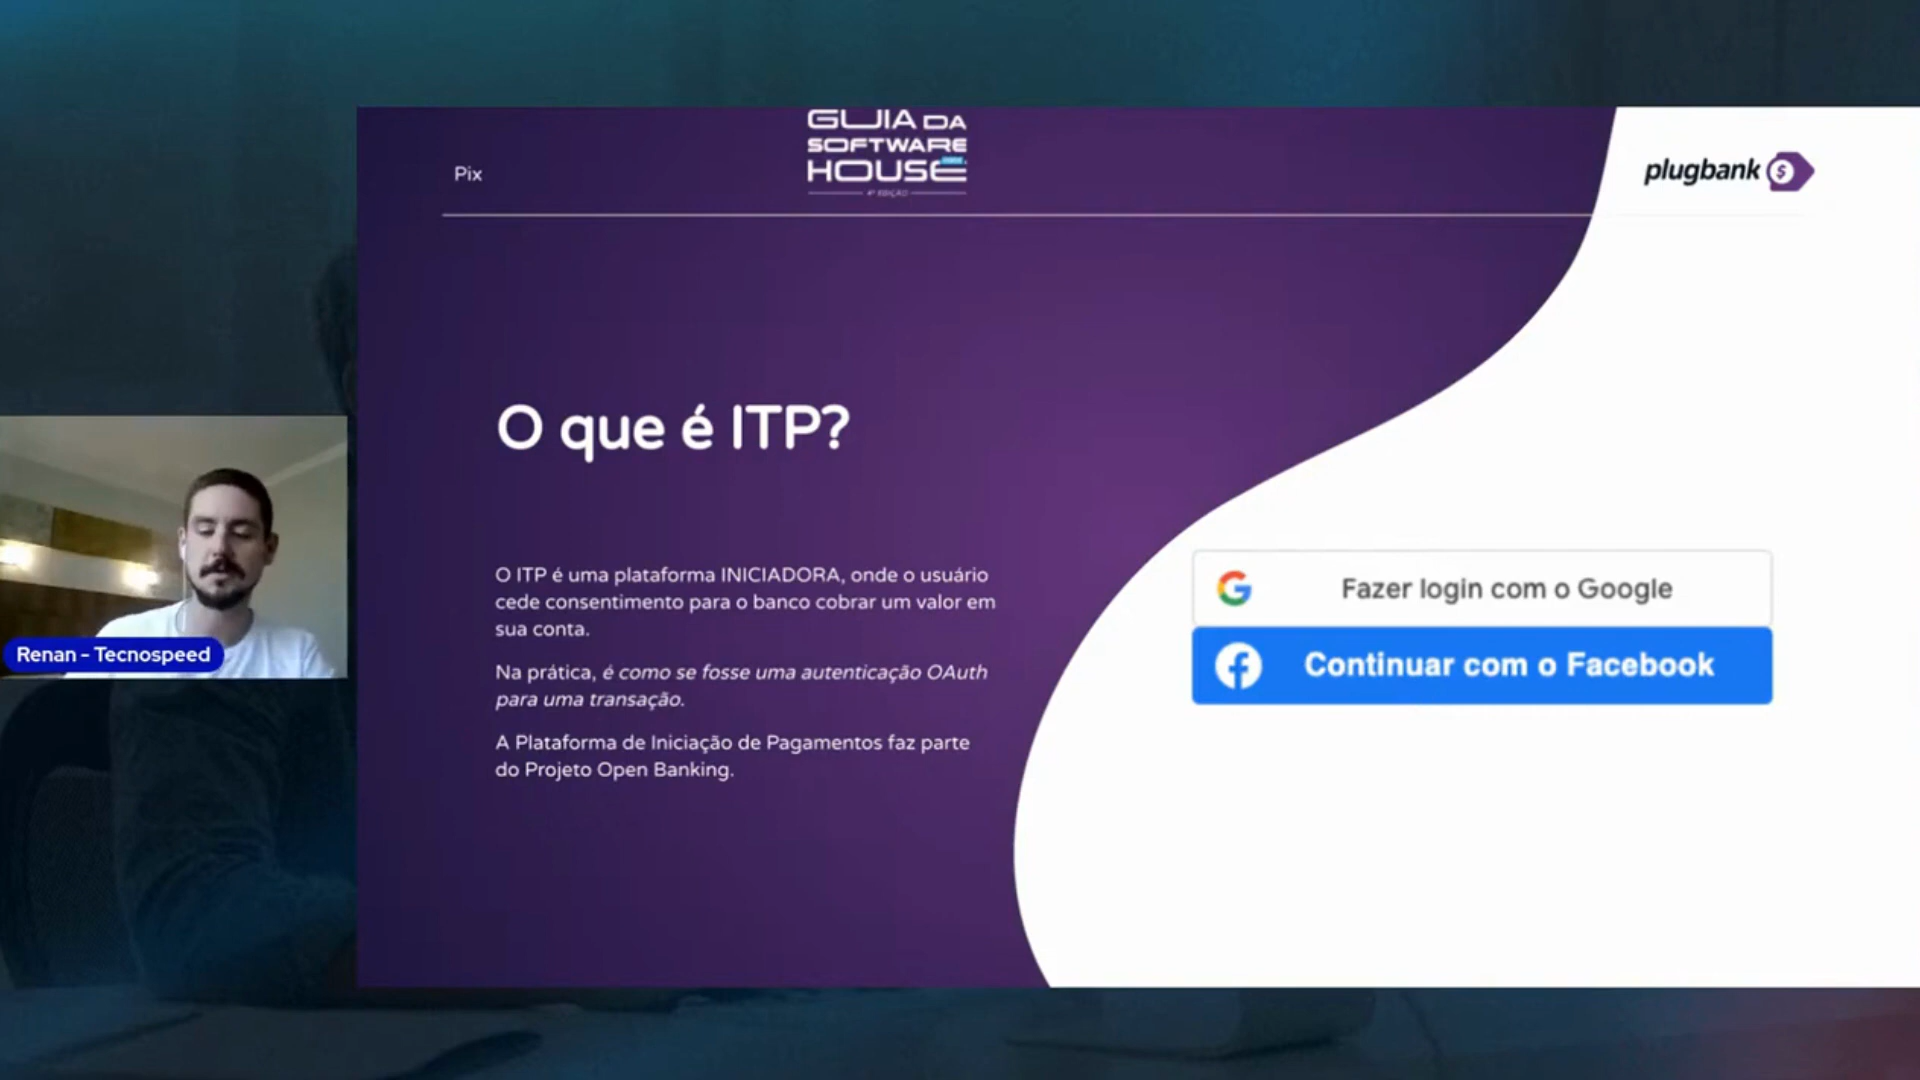 Pix
GUIA DA
SOFTWARE
HOUSE
4ª EDIÇÃO
plugbank
$
O que é ITP?
O ITP é uma plataforma INICIADORA, onde o usuário
cede consentimento para o banco cobrar um valor em
sua conta.
Na prática, é como se fosse uma autenticação OAuth
para uma transação.
A Plataforma de Iniciação de Pagamentos faz parte
do Projeto Open Banking.
Fazer login com o Google
Continuar com o Facebook
Renan - Tecnospeed